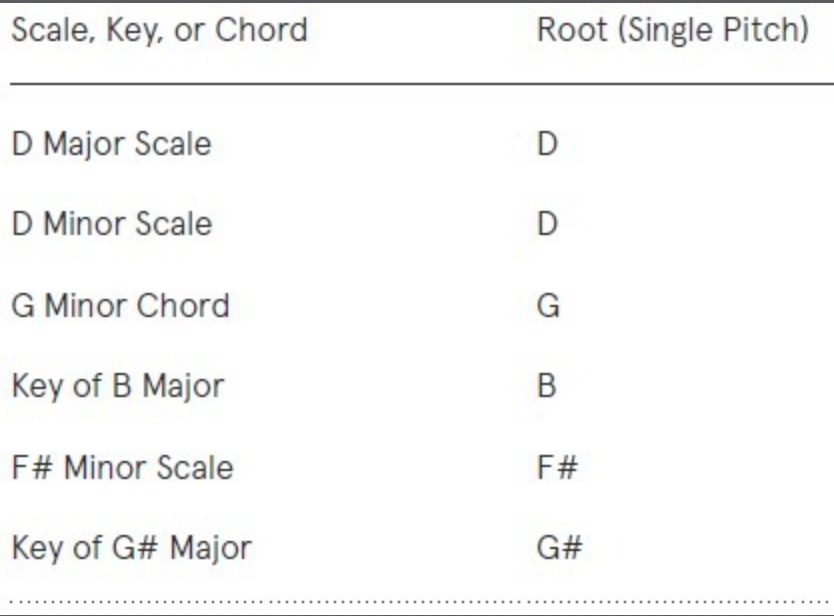 Scale, Key, or Chord Root (Single Pitch)
D Major Scale D
D Minor Scale D
G Minor Chord G
Key of B Major B
F# Minor Scale F#
Key of G# Major G#